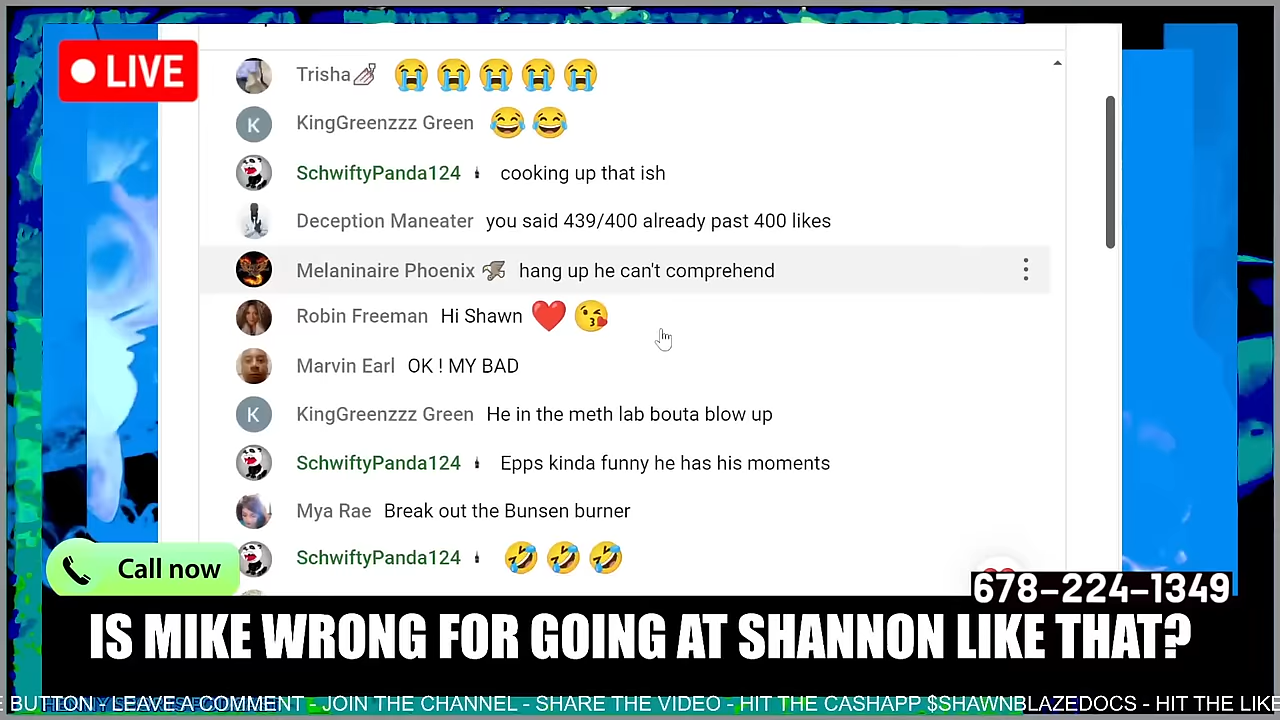 LIVE
Trisha
KingGreenzzz Green
K
SchwiftyPanda124 cooking up that ish
Deception Maneater you said 439/400 already past 400 likes
Melaninaire Phoenix hang up he can't comprehend
Robin Freeman Hi Shawn
Marvin Earl OK ! MY BAD
K KingGreenzzz Green He in the meth lab bouta blow up
SchwiftyPanda124 Epps kinda funny he has his moments
Mya Rae Break out the Bunsen burner
SchwiftyPanda124
Call now
678-224-1349
IS MIKE WRONG FOR GOING AT SHANNON LIKE THAT?
E BUTTON - LEAVE A COMMENT - JOIN THE CHANNEL - SHARE THE VIDEO - HIT THE CASHAPP $SHAWNBLAZEDOCS - HIT THE LIKE